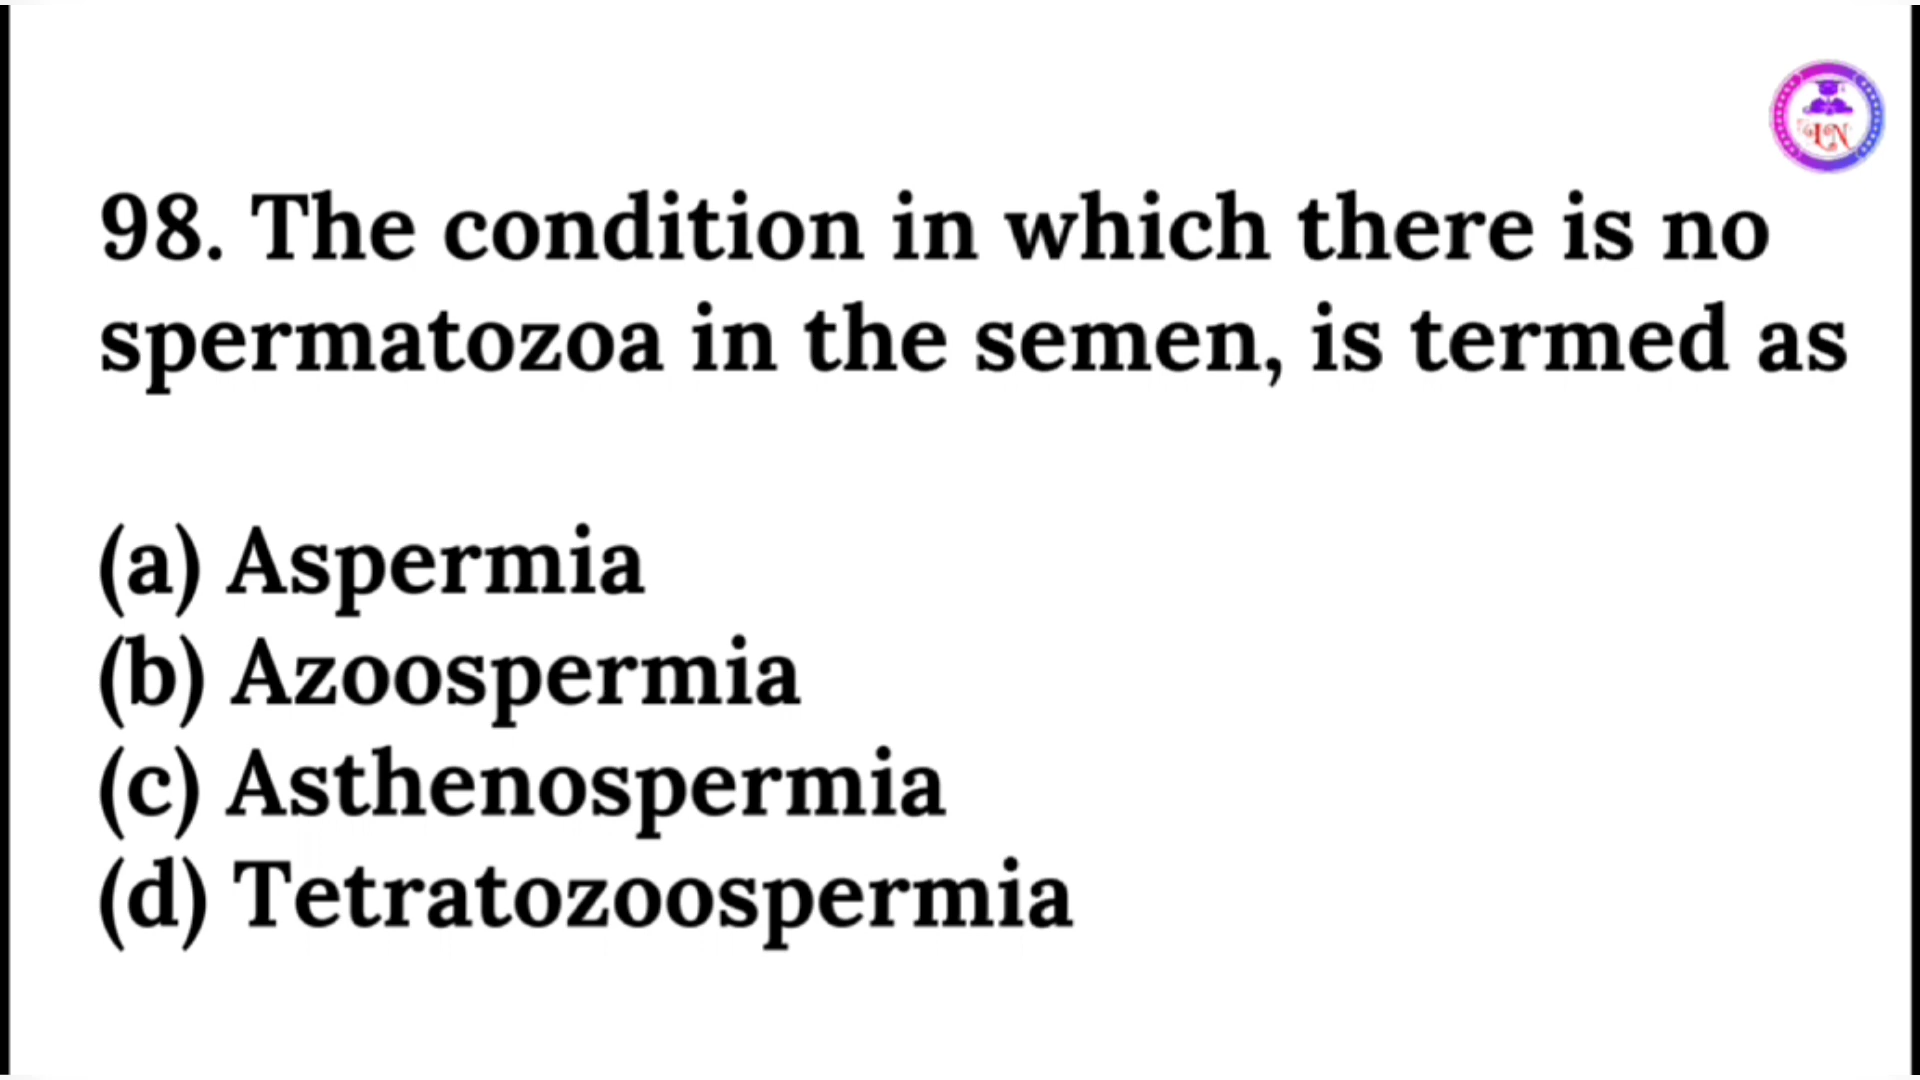 LN
98. The condition in which there is no
spermatozoa in the semen, is termed as
(a) Aspermia
(b) Azoospermia
(c) Asthenospermia
(d) Tetratozoospermia